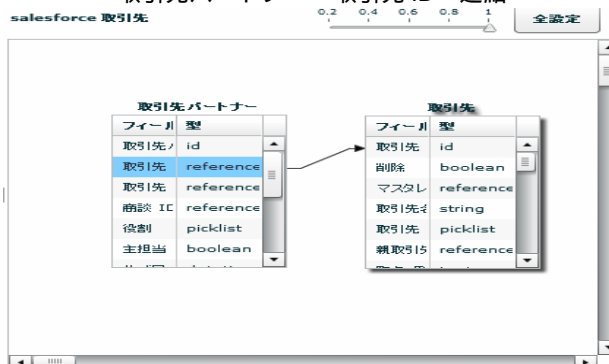 salesforce 取引先
0.2 0.4 0.6 0.8 1
全設定
取引先パートナー
フィール 型
取引先 id
取引先 reference
取引先 reference
商談 ID reference
役割 picklist
主担当 boolean
取引先
フィール 型
取引先 id
削除 boolean
マスタレ reference
取引先名 string
取引先 picklist
親取引先 reference